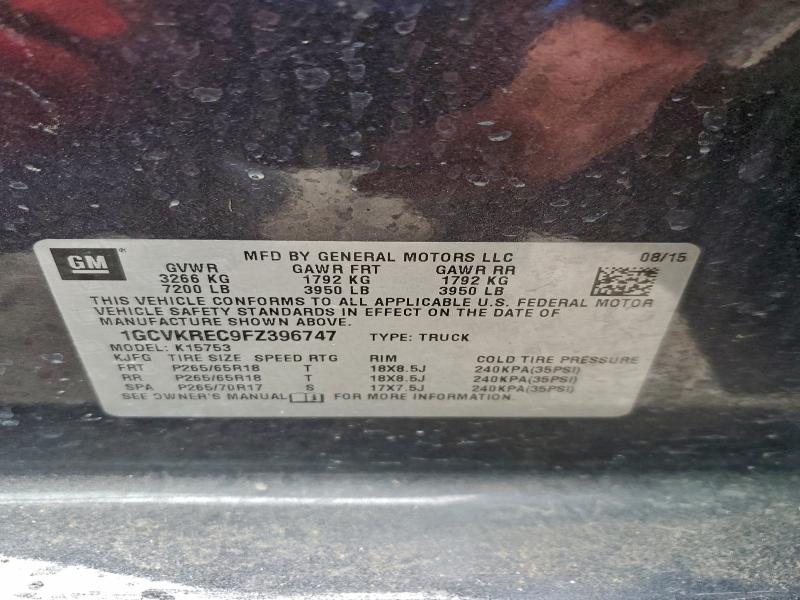 GM MFD BY GENERAL MOTORS LLC 08/15
GVWR GAWR FRT GAWR RR
3266 KG 1792 KG 1792 KG
7200 LB 3950 LB 3950 LB
THIS VEHICLE CONFORMS TO ALL APPLICABLE U.S. FEDERAL MOTOR
VEHICLE SAFETY STANDARDS IN EFFECT ON THE DATE OF
MANUFACTURE SHOWN ABOVE.
1GCVKREC9FZ396747 TYPE: TRUCK
MODEL: K15753
KJFG TIRE SIZE SPEED RTG RIM COLD TIRE PRESSURE
FRT P265/65R18 T 18X8.5J 240KPA(35PSI)
RR P265/65R18 T 18X8.5J 240KPA(35PSI)
SPA P265/70R17 S 17X7.5J 240KPA(35PSI)
SEE OWNER'S MANUAL FOR MORE INFORMATION.